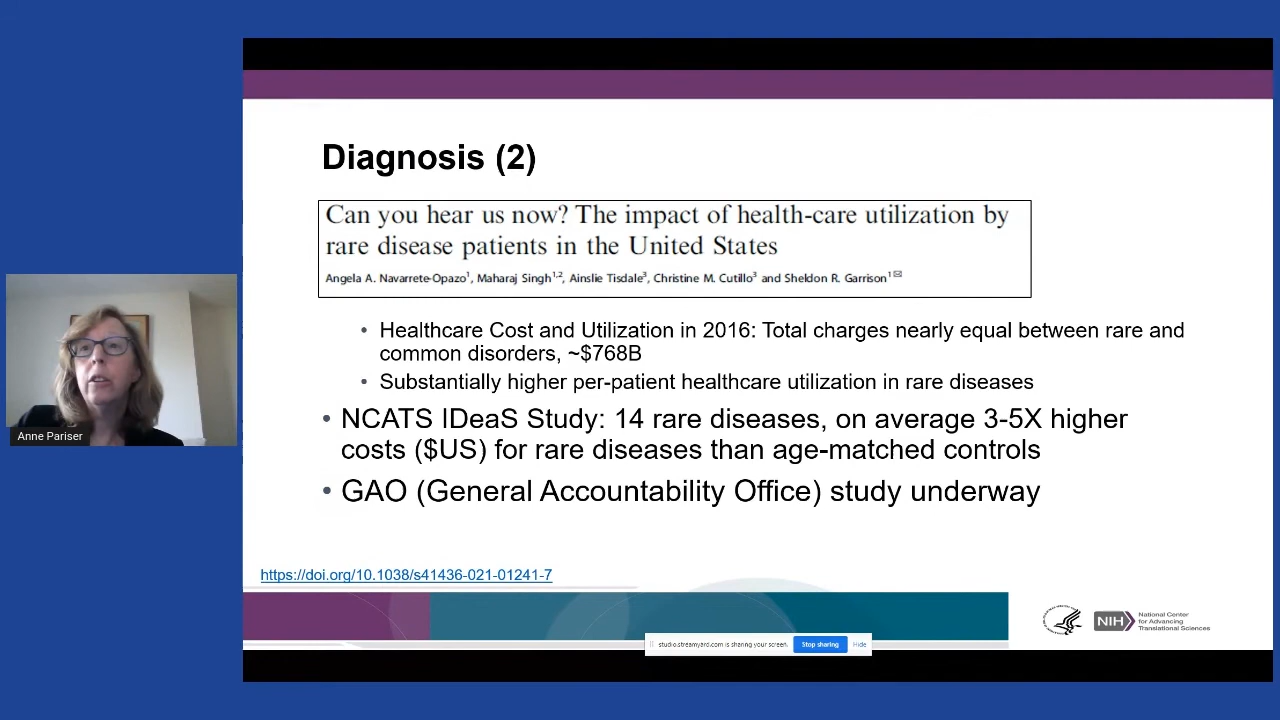 Diagnosis (2)
Can you hear us now? The impact of health-care utilization by
rare disease patients in the United States
Angela A. Navarrete-Opazo¹, Maharaj Singh¹,², Ainslie Tisdale³, Christine M. Cutillo³ and Sheldon R. Garrison¹✉
• Healthcare Cost and Utilization in 2016: Total charges nearly equal between rare and
common disorders, ~$768B
• Substantially higher per-patient healthcare utilization in rare diseases
• NCATS IDeaS Study: 14 rare diseases, on average 3-5X higher
costs ($US) for rare diseases than age-matched controls
• GAO (General Accountability Office) study underway
Anne Pariser
https://doi.org/10.1038/s41436-021-01241-7
NIH
National Center
for Advancing
Translational Sciences
studio.streamyard.com is sharing your screen.
Stop sharing
Hide